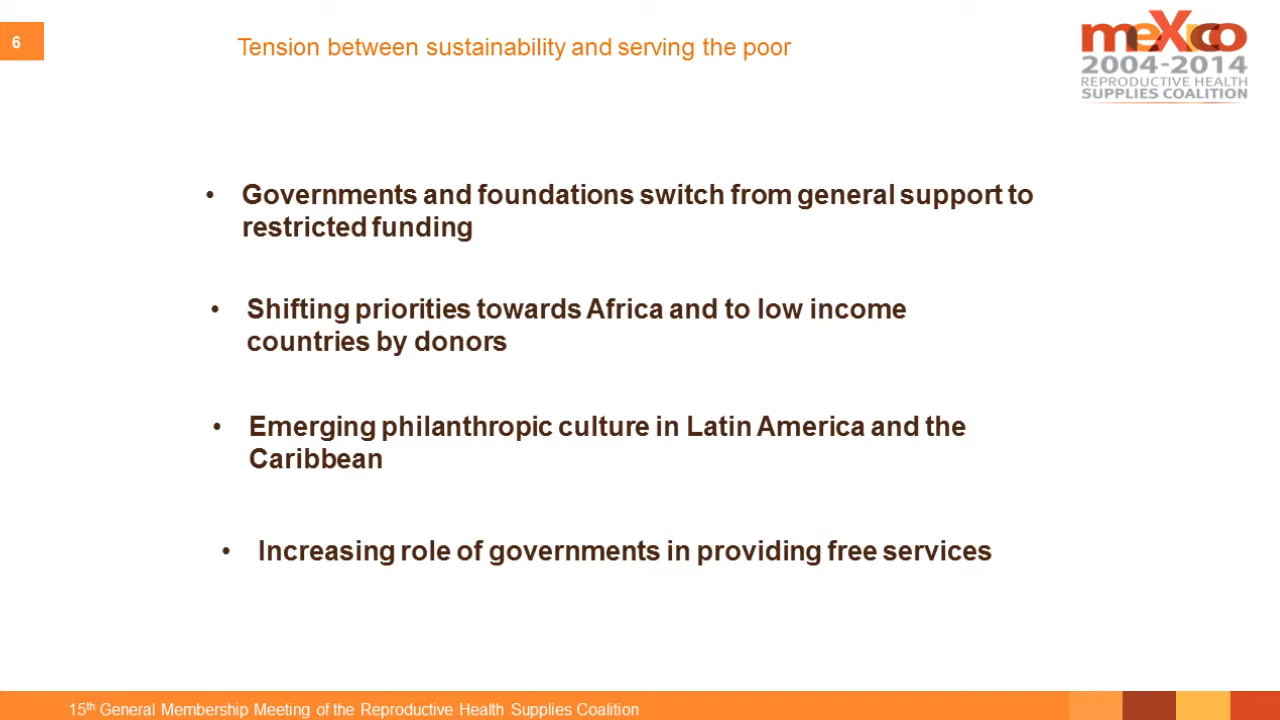 6
Tension between sustainability and serving the poor
meXico
2004-2014
REPRODUCTIVE HEALTH
SUPPLIES COALITION
• Governments and foundations switch from general support to
restricted funding
• Shifting priorities towards Africa and to low income
countries by donors
• Emerging philanthropic culture in Latin America and the
Caribbean
• Increasing role of governments in providing free services
15th General Membership Meeting of the Reproductive Health Supplies Coalition